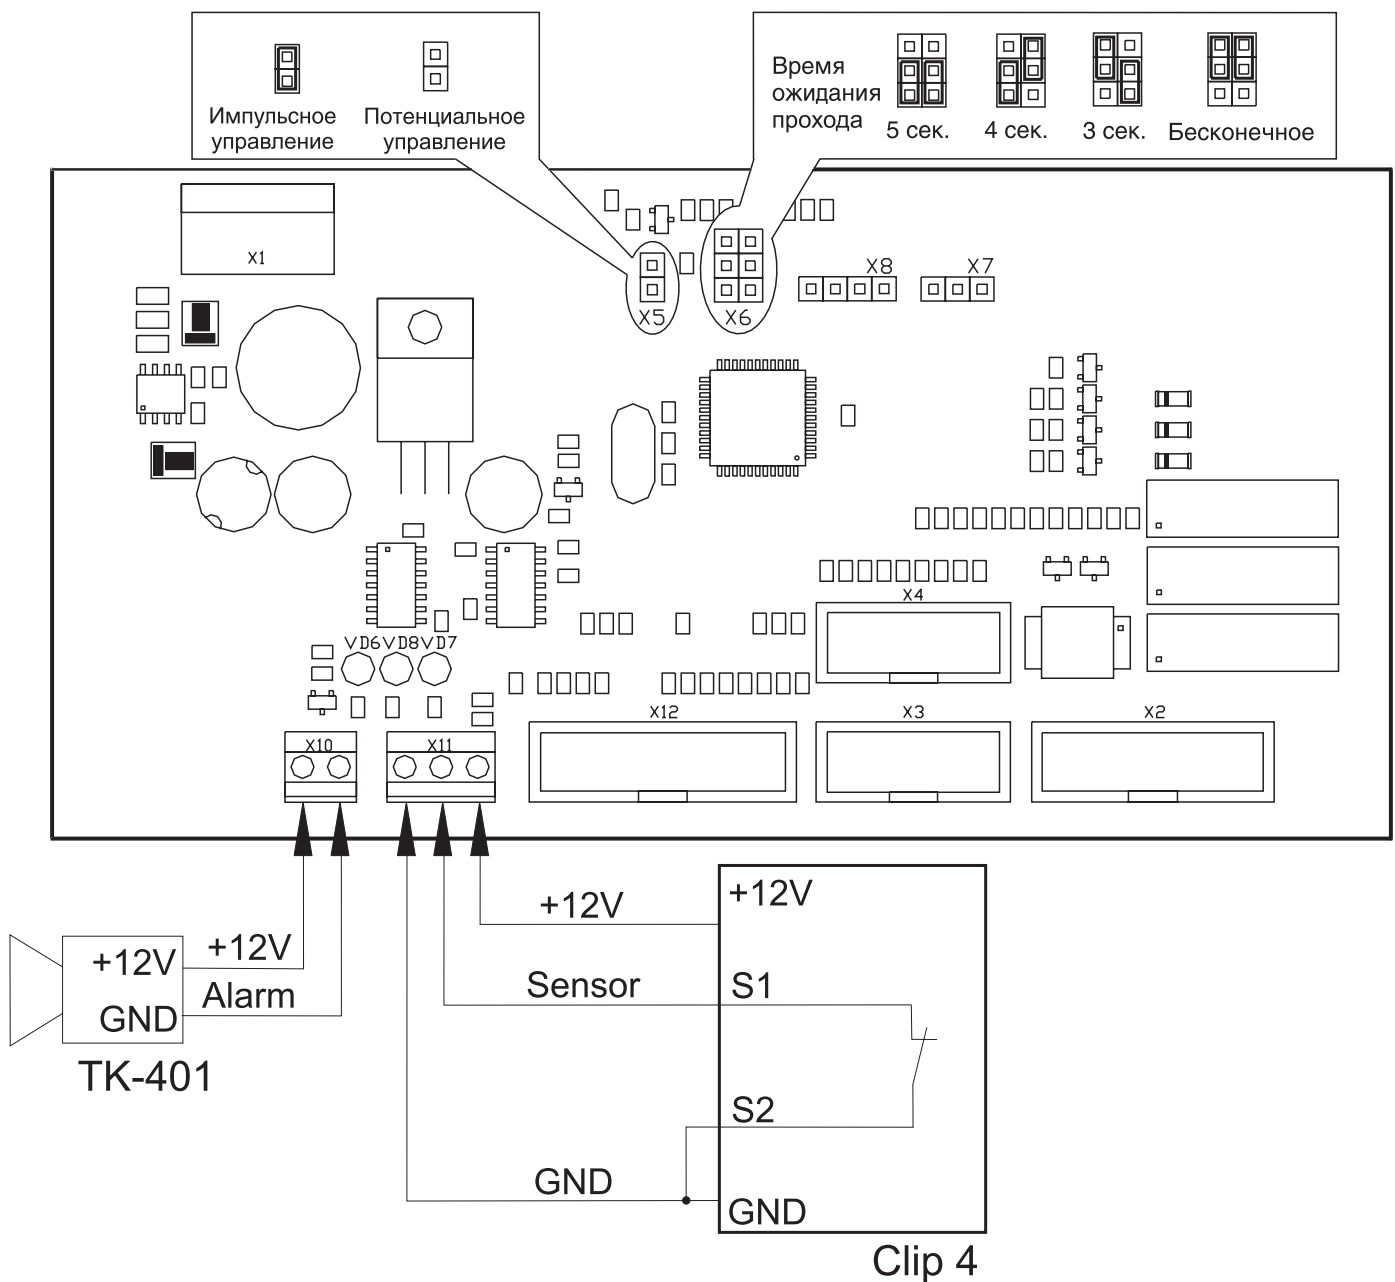 Импульсное
управление
Потенциальное
управление
Время
ожидания
прохода
5 сек.
4 сек.
3 сек.
Бесконечное
X1
X5
X6
X8
X7
X4
VD6
VD8
VD7
X10
X11
X12
X3
X2
+12V
+12V
Alarm
GND
TK-401
+12V
+12V
Sensor
S1
S2
GND
GND
Clip 4